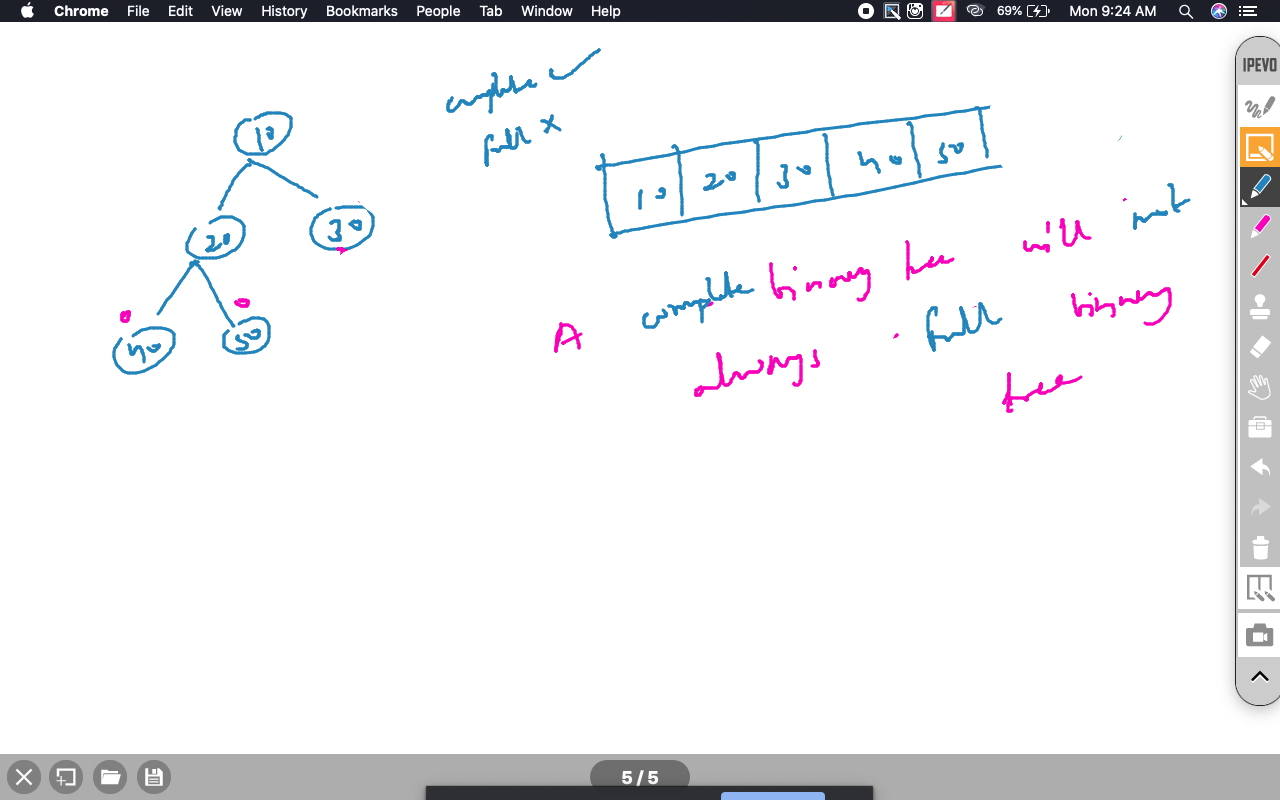 Chrome File Edit View History Bookmarks People Tab Window Help 69% Mon 9:24 AM
IPEVO
complete ✓
full ×
10
20 30
40 50
10 20 30 40 50
A complete binary tree will not
always full binary
tree
5 / 5